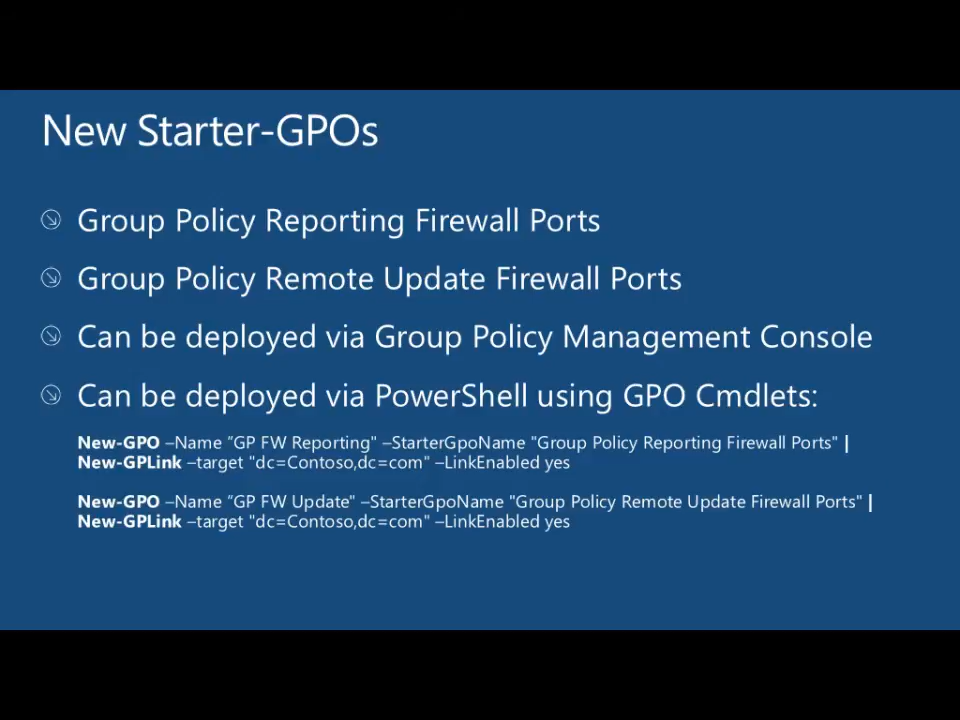 New Starter-GPOs
Group Policy Reporting Firewall Ports
Group Policy Remote Update Firewall Ports
Can be deployed via Group Policy Management Console
Can be deployed via PowerShell using GPO Cmdlets:
New-GPO –Name “GP FW Reporting" –StarterGpoName "Group Policy Reporting Firewall Ports" |
New-GPLink –target "dc=Contoso,dc=com" –LinkEnabled yes
New-GPO –Name “GP FW Update" –StarterGpoName "Group Policy Remote Update Firewall Ports" |
New-GPLink –target "dc=Contoso,dc=com" –LinkEnabled yes